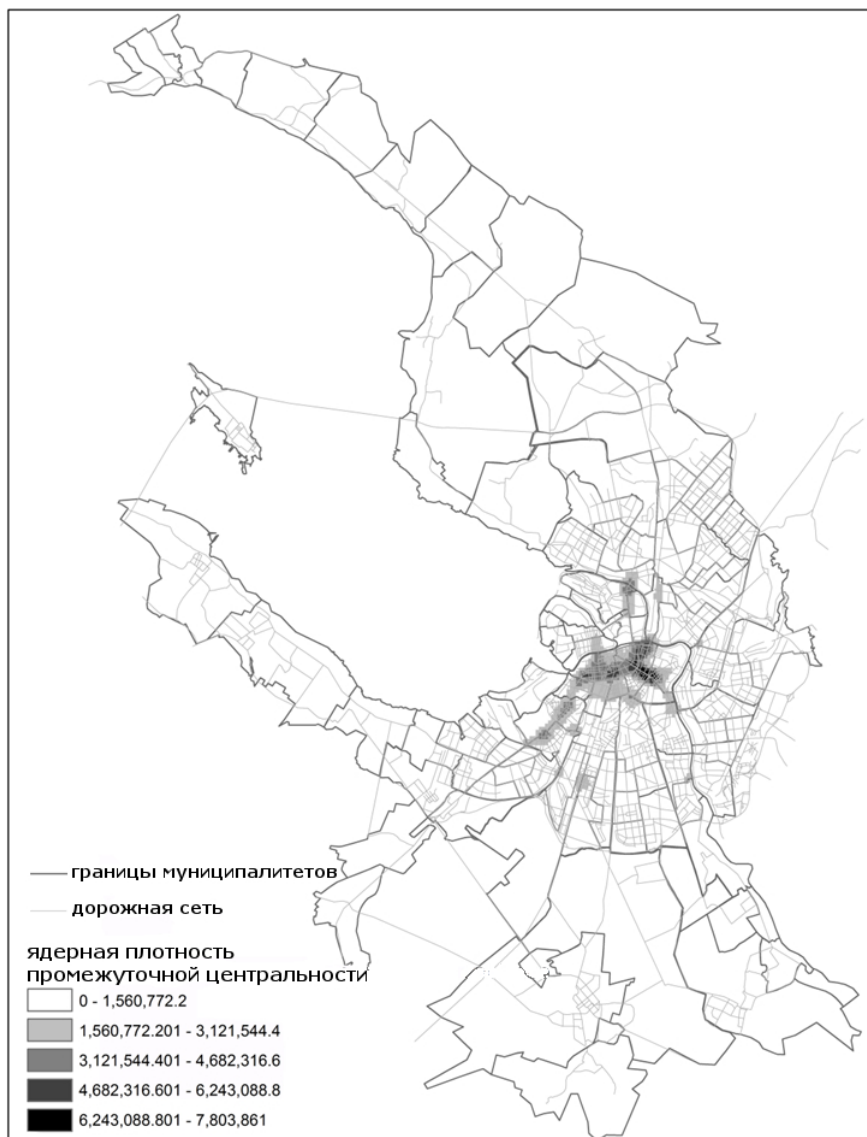 границы муниципалитетов
дорожная сеть
ядерная плотность
промежуточной центральности
0 - 1,560,772.2
1,560,772.201 - 3,121,544.4
3,121,544.401 - 4,682,316.6
4,682,316.601 - 6,243,088.8
6,243,088.801 - 7,803,861